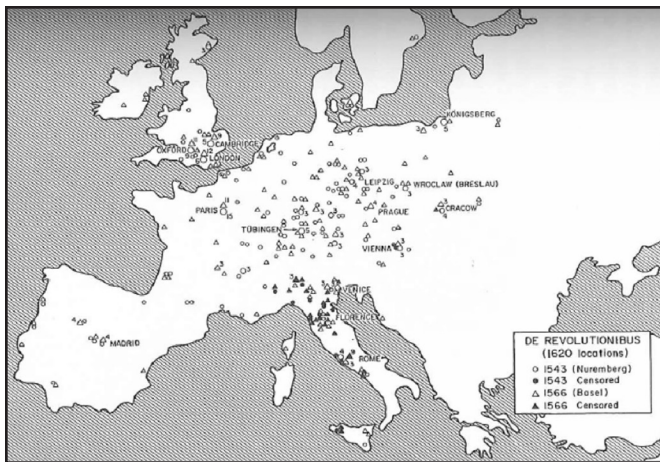 KÖNIGSBERG
CAMBRIDGE
OXFORD
LONDON
LEIPZIG
WROCLAW (BRESLAU)
PARIS
PRAGUE
CRACOW
TÜBINGEN
VIENNA
VENICE
FLORENCE
MADRID
ROME
DE REVOLUTIONIBUS
(1620 locations)
1543 (Nuremberg)
1543 Censored
1566 (Basel)
1566 Censored